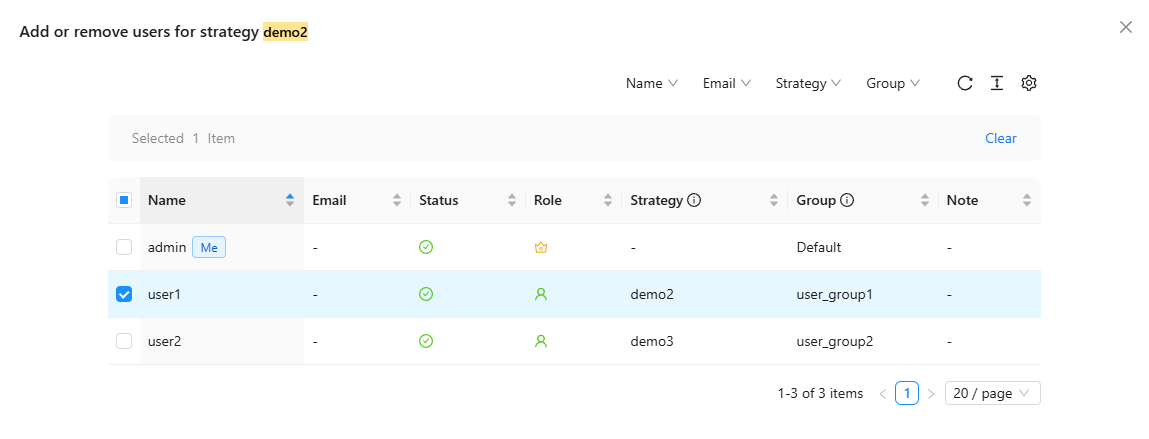 Add or remove users for strategy demo2
Name Email Strategy Group
Selected 1 Item Clear
Name Email Status Role Strategy Group Note
admin Me - - Default -
user1 - demo2 user_group1 -
user2 - demo3 user_group2 -
1-3 of 3 items 1 20 / page